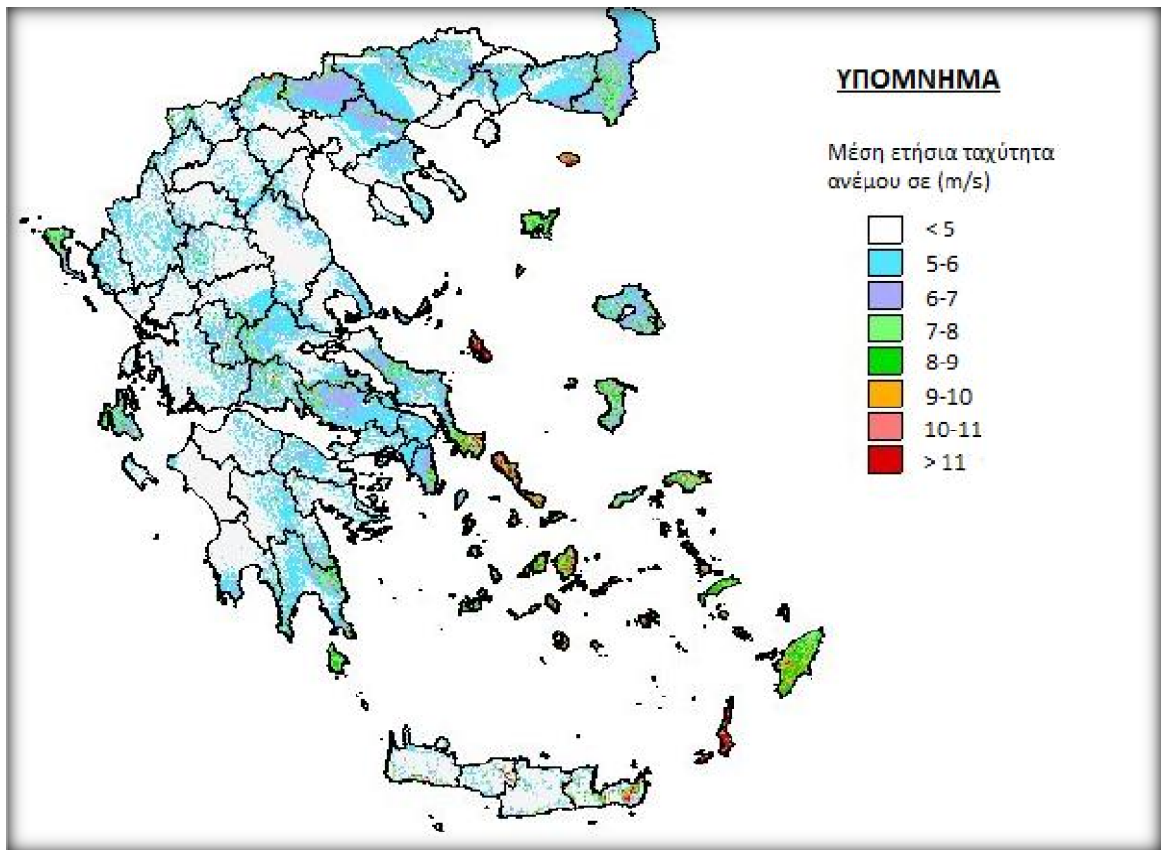 ΥΠΟΜΝΗΜΑ
Μέση ετήσια ταχύτητα
ανέμου σε (m/s)
< 5
5-6
6-7
7-8
8-9
9-10
10-11
> 11